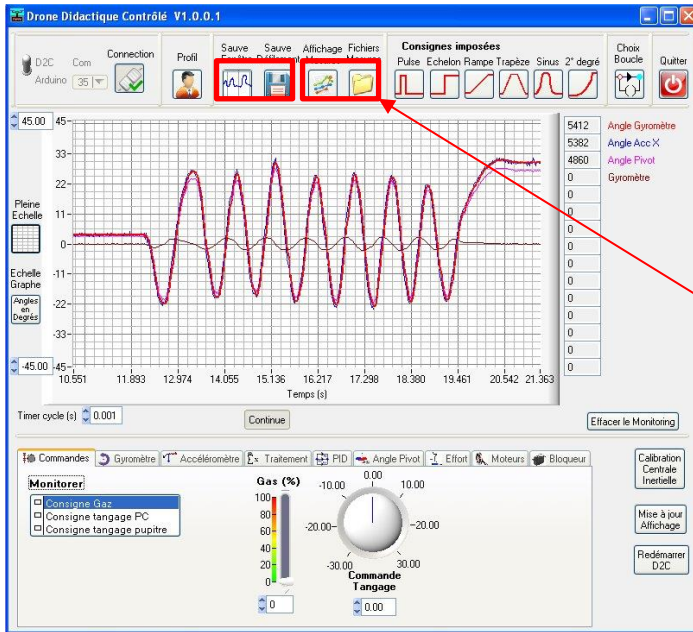 Drone Didactique Contrôlé V1.0.0.1
D2C Com
Arduino 35
Connection
Profil
Sauve Sauve Affichage Fichiers
Consignes imposées
Pulse Echelon Rampe Trapèze Sinus 2° degré
Choix
Boucle
Quitter
45.00
45
33
22
11
0
-11
-22
-33
-45
Pleine
Echelle
Echelle
Graphe
Angles
en
Degrés
-45.00
10.551 11.893 12.974 14.055 15.136 16.217 17.298 18.380 19.461 20.542 21.363
Temps (s)
5412 Angle Gyromètre
5382 Angle Acc X
4860 Angle Pivot
0 Gyromètre
0
0
0
0
0
0
0
0
0
0
0
Timer cycle (s) 0.001
Continue
Effacer le Monitoring
Commandes Gyromètre Accéléromètre Traitement PID Angle Pivot Effort Moteurs Bloqueur
Monitorer
Consigne Gaz
Consigne tangage PC
Consigne tangage pupitre
Gas (%)
100
80
60
40
20
0
0
0.00
-10.00 10.00
-20.00 20.00
-30.00 30.00
Commande
Tangage
0.00
Calibration
Centrale
Inertielle
Mise à jour
Affichage
Redémarrer
D2C